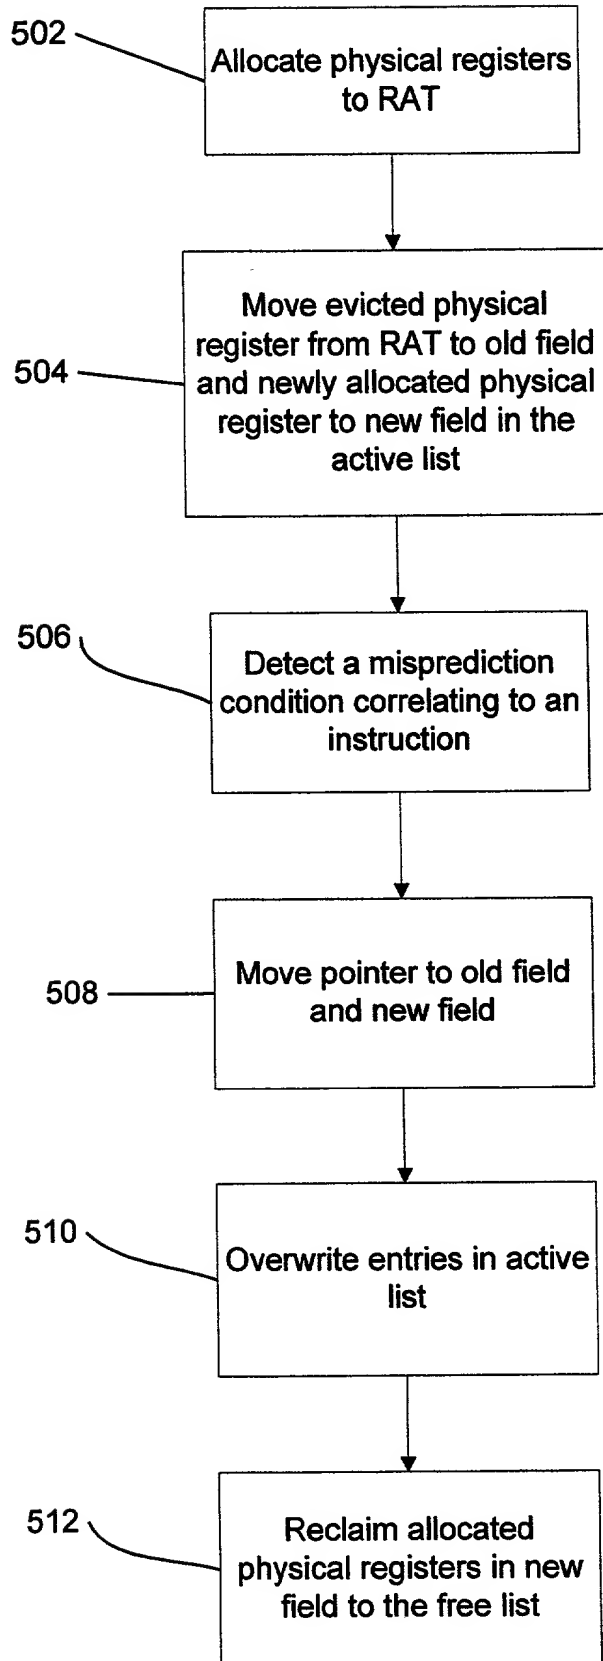 502
Allocate physical registers
to RAT
504
Move evicted physical
register from RAT to old field
and newly allocated physical
register to new field in the
active list
506
Detect a misprediction
condition correlating to an
instruction
508
Move pointer to old field
and new field
510
Overwrite entries in active
list
512
Reclaim allocated
physical registers in new
field to the free list